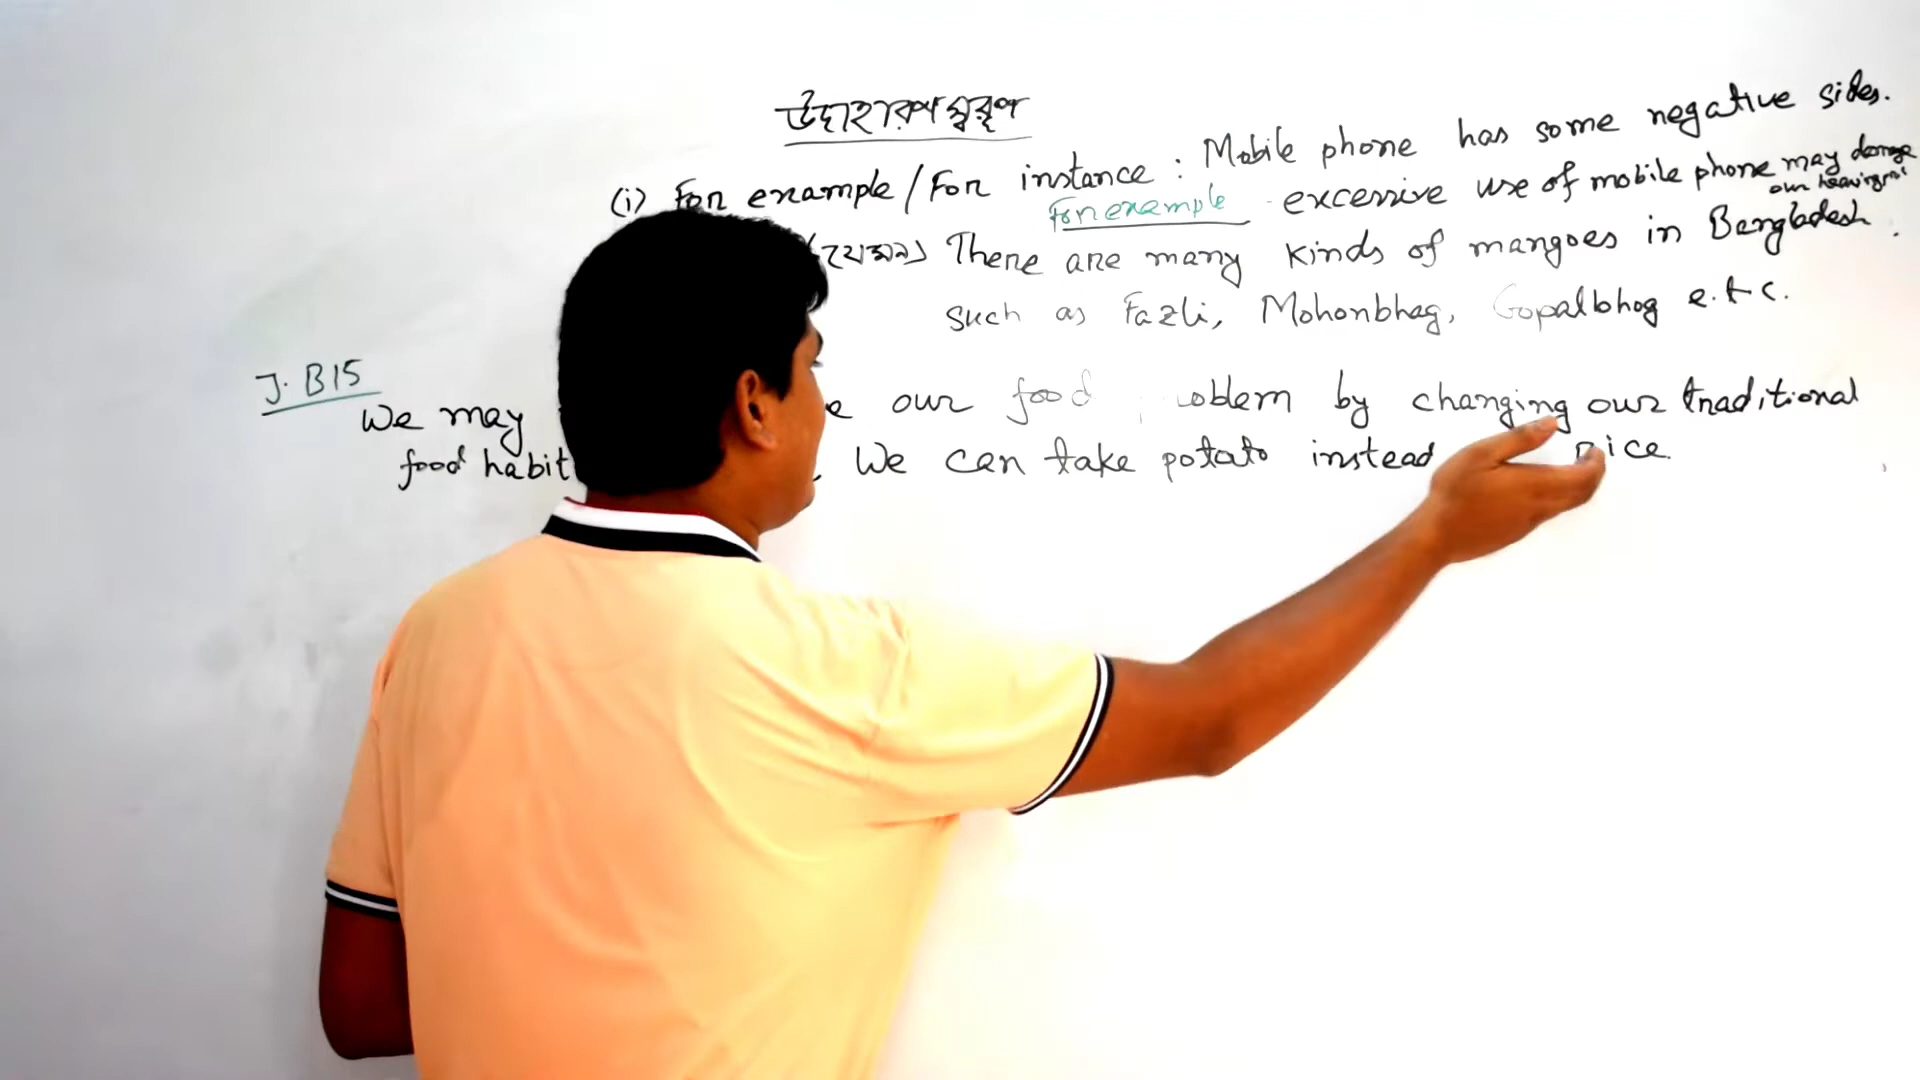 উদাহরণস্বরূপ
(i) For example / For instance : Mobile phone has some negative sides.
For example excessive use of mobile phone may damage
our
(যেমন) There are many kinds of mangoes in Bangladesh.
such as Fazli, Mohonbhag, Gopalbhog e.t.c.
J.B15
We may our food by changing our traditional
food habit We can take potato instead rice.